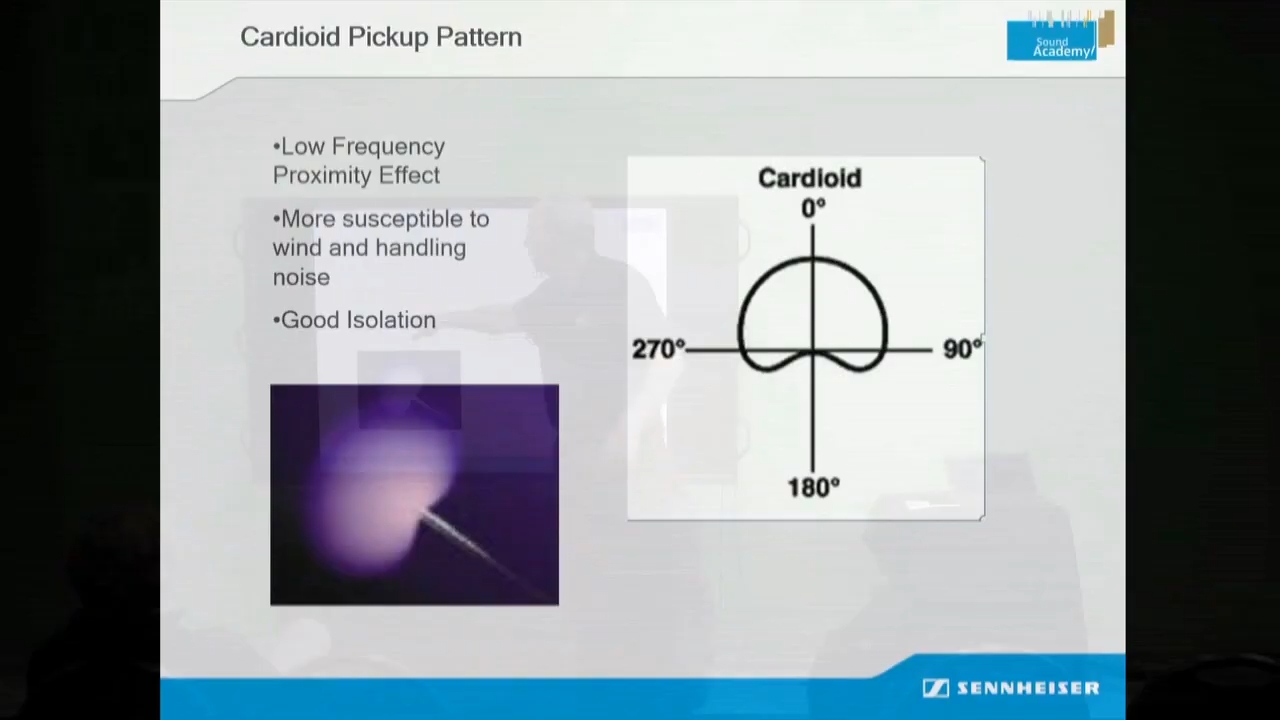 Cardioid Pickup Pattern
Sound
Academy/
•Low Frequency
Proximity Effect
•More susceptible to
wind and handling
noise
•Good Isolation
Cardioid
0°
270°
90°
180°
SENNHEISER